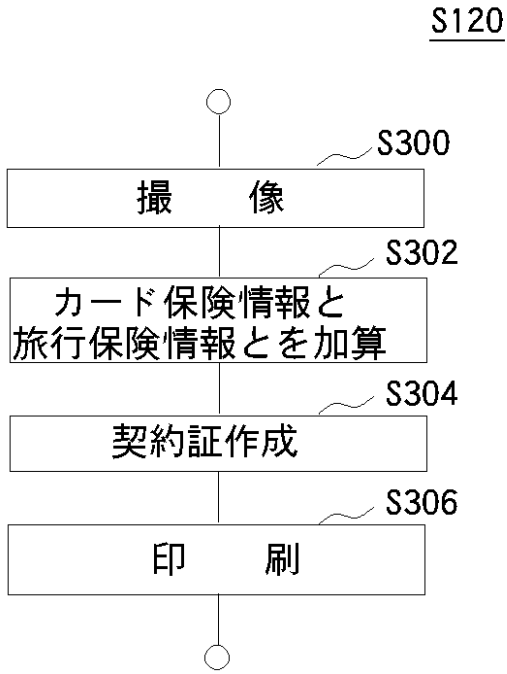 S120
S300
撮 像
S302
カード保険情報と
旅行保険情報とを加算
S304
契約証作成
S306
印 刷